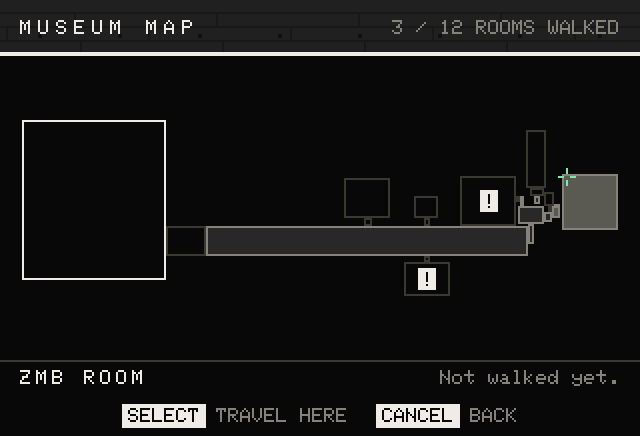 MUSEUM MAP
3 / 12 ROOMS WALKED
!
!
ZMB ROOM
Not walked yet.
SELECT TRAVEL HERE CANCEL BACK